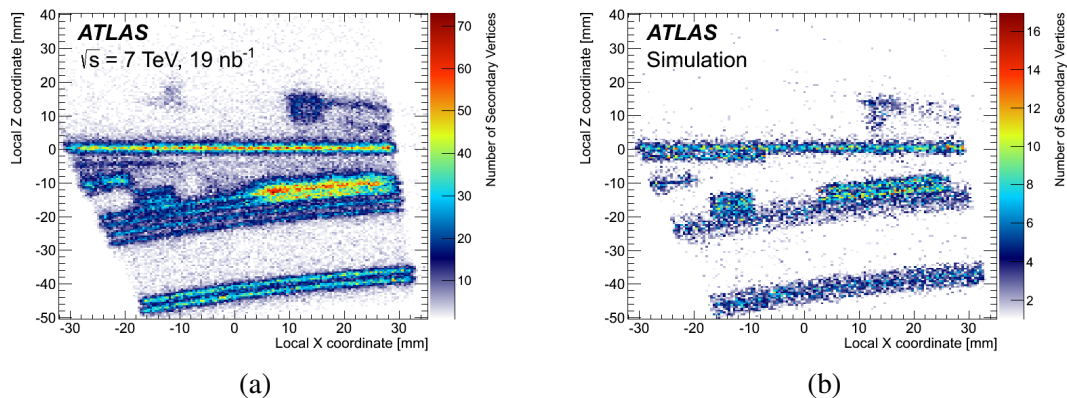 Local Z coordinate [mm]
40
30
20
10
0
-10
-20
-30
-40
-50
ATLAS
√s = 7 TeV, 19 nb⁻¹
-30 -20 -10 0 10 20 30
Local X coordinate [mm]
70
60
50
40
30
20
10
Number of Secondary Vertices
(a)
Local Z coordinate [mm]
40
30
20
10
0
-10
-20
-30
-40
-50
ATLAS
Simulation
-30 -20 -10 0 10 20 30
Local X coordinate [mm]
16
14
12
10
8
6
4
2
Number of Secondary Vertices
(b)